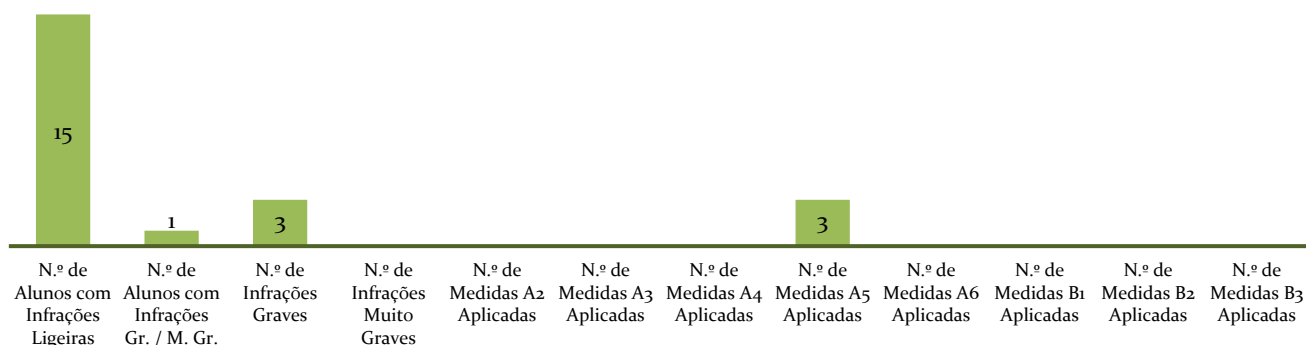 15
1
3
3
N.º de
Alunos com
Infrações
Ligeiras
N.º de
Alunos com
Infrações
Gr. / M. Gr.
N.º de
Infrações
Graves
N.º de
Infrações
Muito
Graves
N.º de
Medidas A2
Aplicadas
N.º de
Medidas A3
Aplicadas
N.º de
Medidas A4
Aplicadas
N.º de
Medidas A5
Aplicadas
N.º de
Medidas A6
Aplicadas
N.º de
Medidas B1
Aplicadas
N.º de
Medidas B2
Aplicadas
N.º de
Medidas B3
Aplicadas